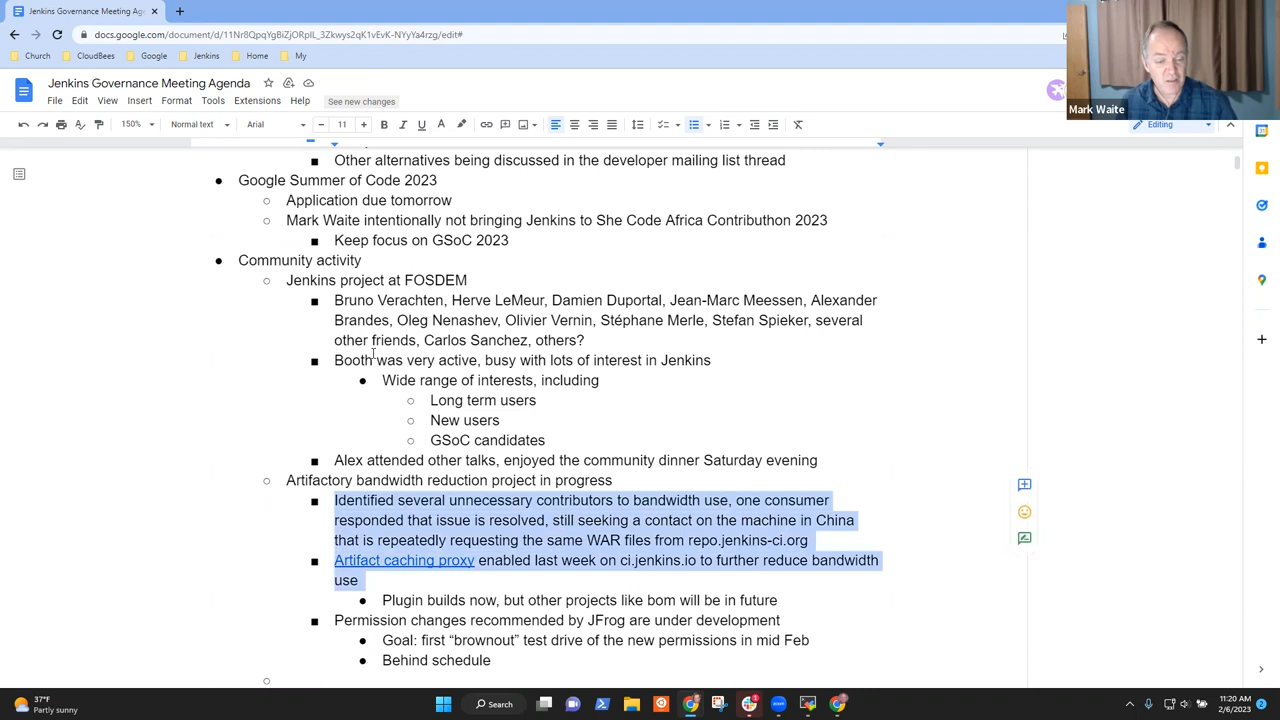 Jenkins Governance Meeting Age
docs.google.com/document/d/11Nr8QpqYgBiZjORpIL_3Zkwys2qK1vEvK-NYyYa4rzg/edit#
Church
CloudBees
Google
Jenkins
Home
My
Jenkins Governance Meeting Agenda
File Edit View Insert Format Tools Extensions Help
See new changes
150% Normal text Arial 11
Editing
Mark Waite
Other alternatives being discussed in the developer mailing list thread
Google Summer of Code 2023
Application due tomorrow
Mark Waite intentionally not bringing Jenkins to She Code Africa Contributhon 2023
Keep focus on GSoC 2023
Community activity
Jenkins project at FOSDEM
Bruno Verachten, Herve LeMeur, Damien Duportal, Jean-Marc Meessen, Alexander
Brandes, Oleg Nenashev, Olivier Vernin, Stéphane Merle, Stefan Spieker, several
other friends, Carlos Sanchez, others?
Booth was very active, busy with lots of interest in Jenkins
Wide range of interests, including
Long term users
New users
GSoC candidates
Alex attended other talks, enjoyed the community dinner Saturday evening
Artifactory bandwidth reduction project in progress
Identified several unnecessary contributors to bandwidth use, one consumer
responded that issue is resolved, still seeking a contact on the machine in China
that is repeatedly requesting the same WAR files from repo.jenkins-ci.org
Artifact caching proxy enabled last week on ci.jenkins.io to further reduce bandwidth
use
Plugin builds now, but other projects like bom will be in future
Permission changes recommended by JFrog are under development
Goal: first “brownout” test drive of the new permissions in mid Feb
Behind schedule
37°F
Partly sunny
Search
11:20 AM
2/6/2023
2